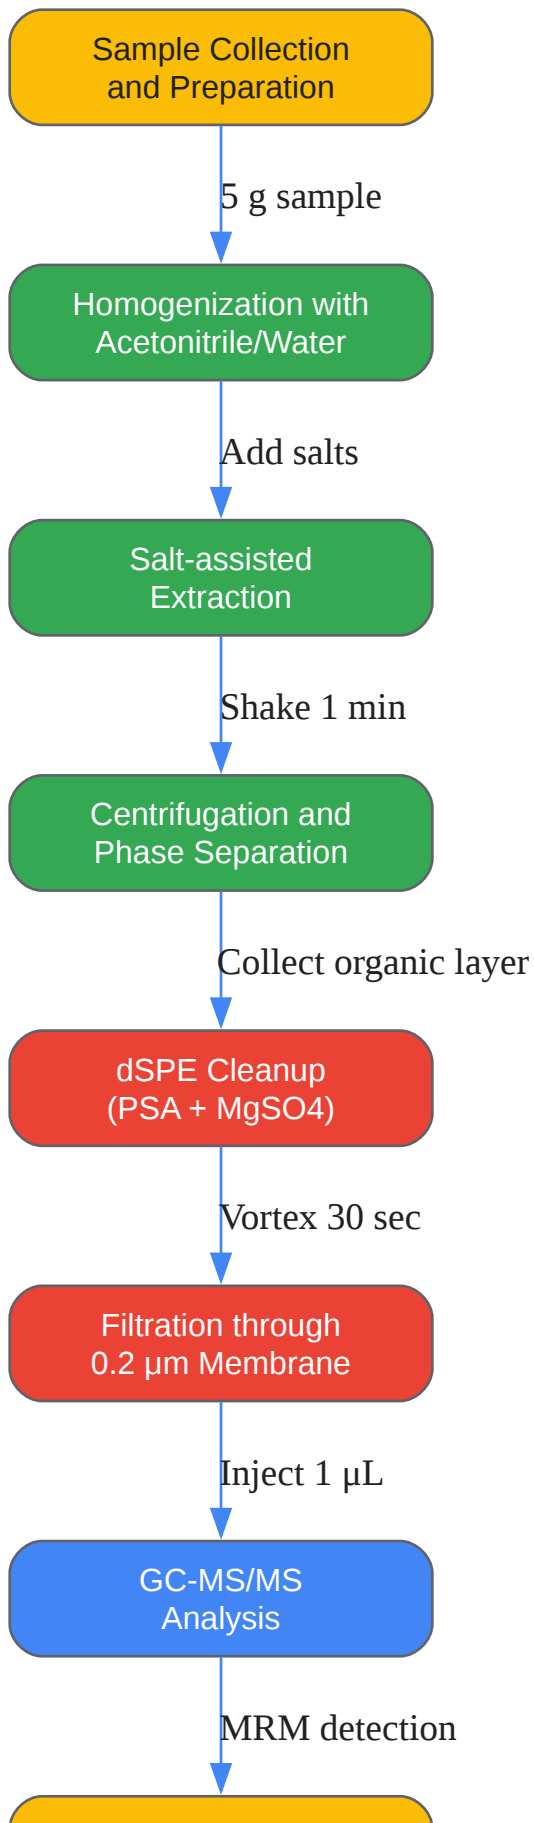 Sample Collection
and Preparation
5 g sample
Homogenization with
Acetonitrile/Water
Add salts
Salt-assisted
Extraction
Shake 1 min
Centrifugation and
Phase Separation
Collect organic layer
dSPE Cleanup
(PSA + MgSO4)
Vortex 30 sec
Filtration through
0.2 μm Membrane
Inject 1 μL
GC-MS/MS
Analysis
MRM detection